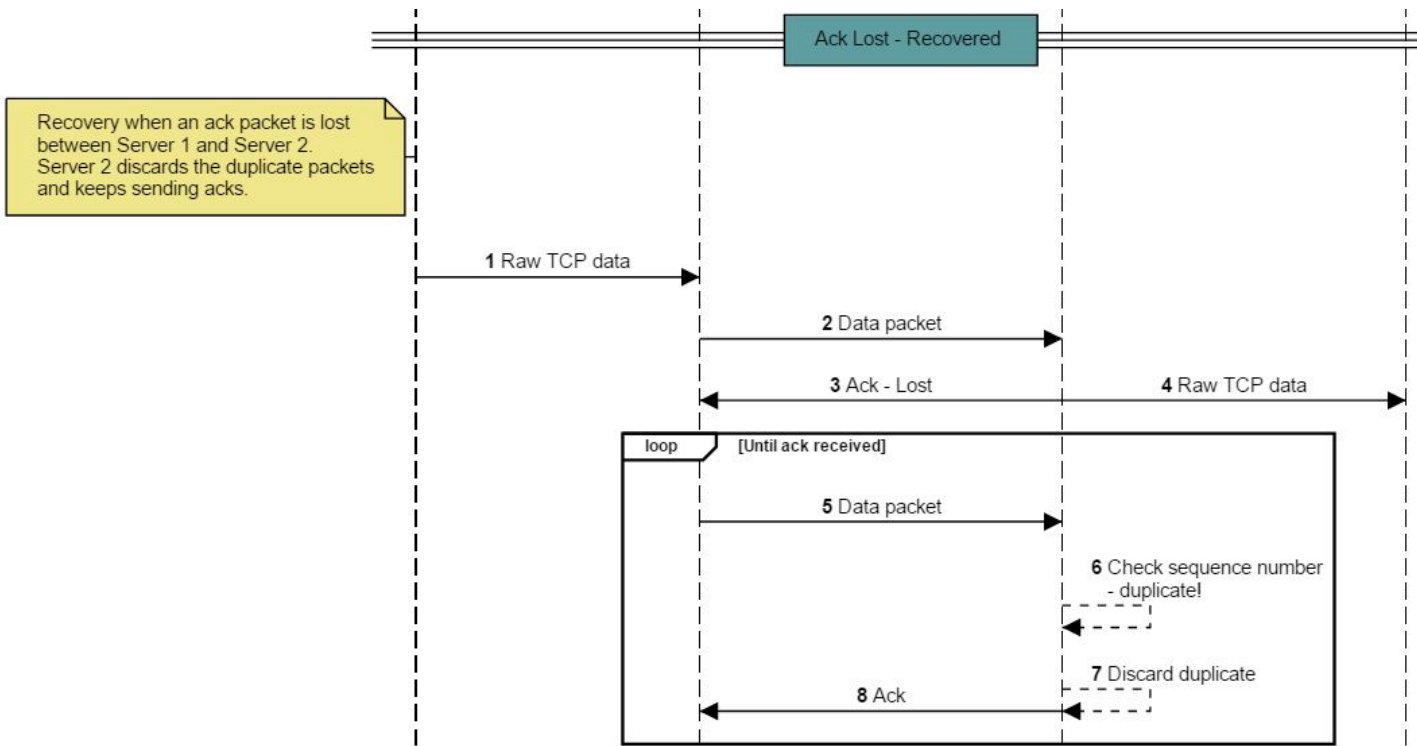 Ack Lost - Recovered
Recovery when an ack packet is lost
between Server 1 and Server 2.
Server 2 discards the duplicate packets
and keeps sending acks.
1 Raw TCP data
2 Data packet
3 Ack - Lost
4 Raw TCP data
loop
[Until ack received]
5 Data packet
6 Check sequence number
- duplicate!
7 Discard duplicate
8 Ack